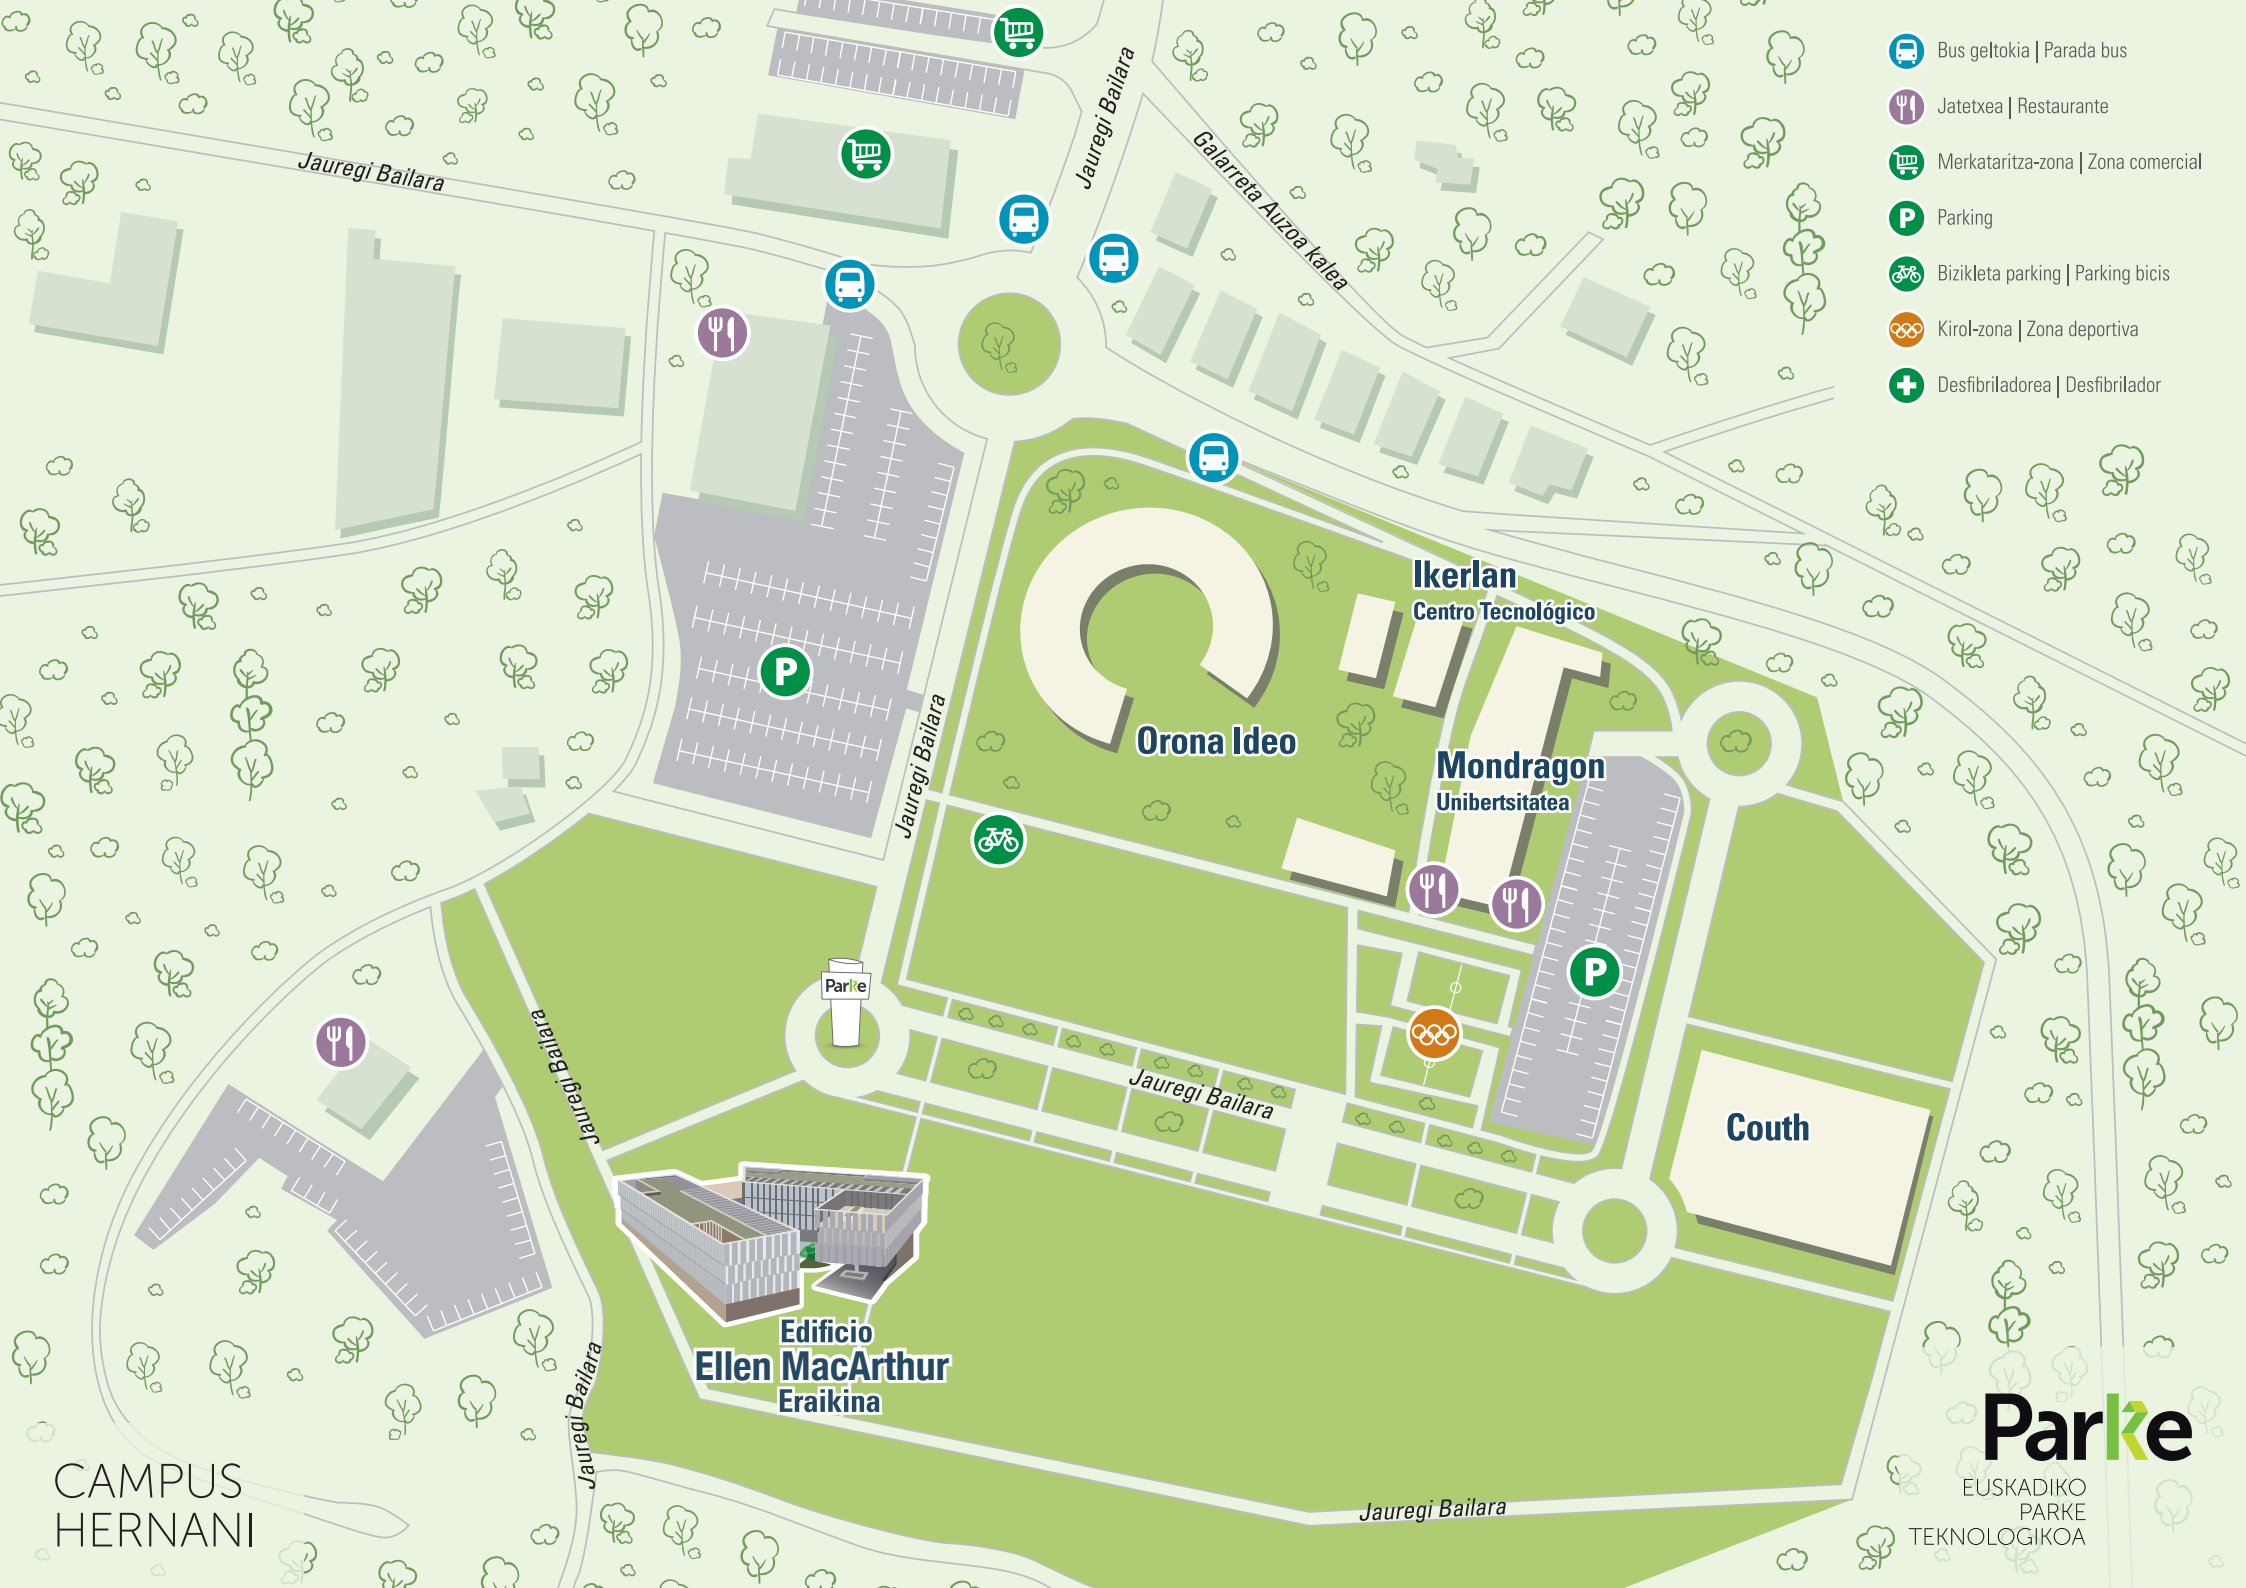 Bus geltokia | Parada bus
Jatetxea | Restaurante
Merkataritza-zona | Zona comercial
P
Parking
Bizikleta parking | Parking bicis
Kirol-zona | Zona deportiva
Desfibriladorea | Desfibrilador
Jauregi Bailara
Jauregi Bailara
Galarreta Auzoa kalea
Ikerlan
Centro Tecnológico
P
Orona Ideo
Jauregi Bailara
Mondragon
Unibertsitatea
P
Parke
Jauregi Bailara
Jauregi Bailara
Couth
Edificio
Ellen MacArthur
Eraikina
Jauregi Bailara
Jauregi Bailara
CAMPUS
HERNANI
Parke
EUSKADIKO
PARKE
TEKNOLOGIKOA